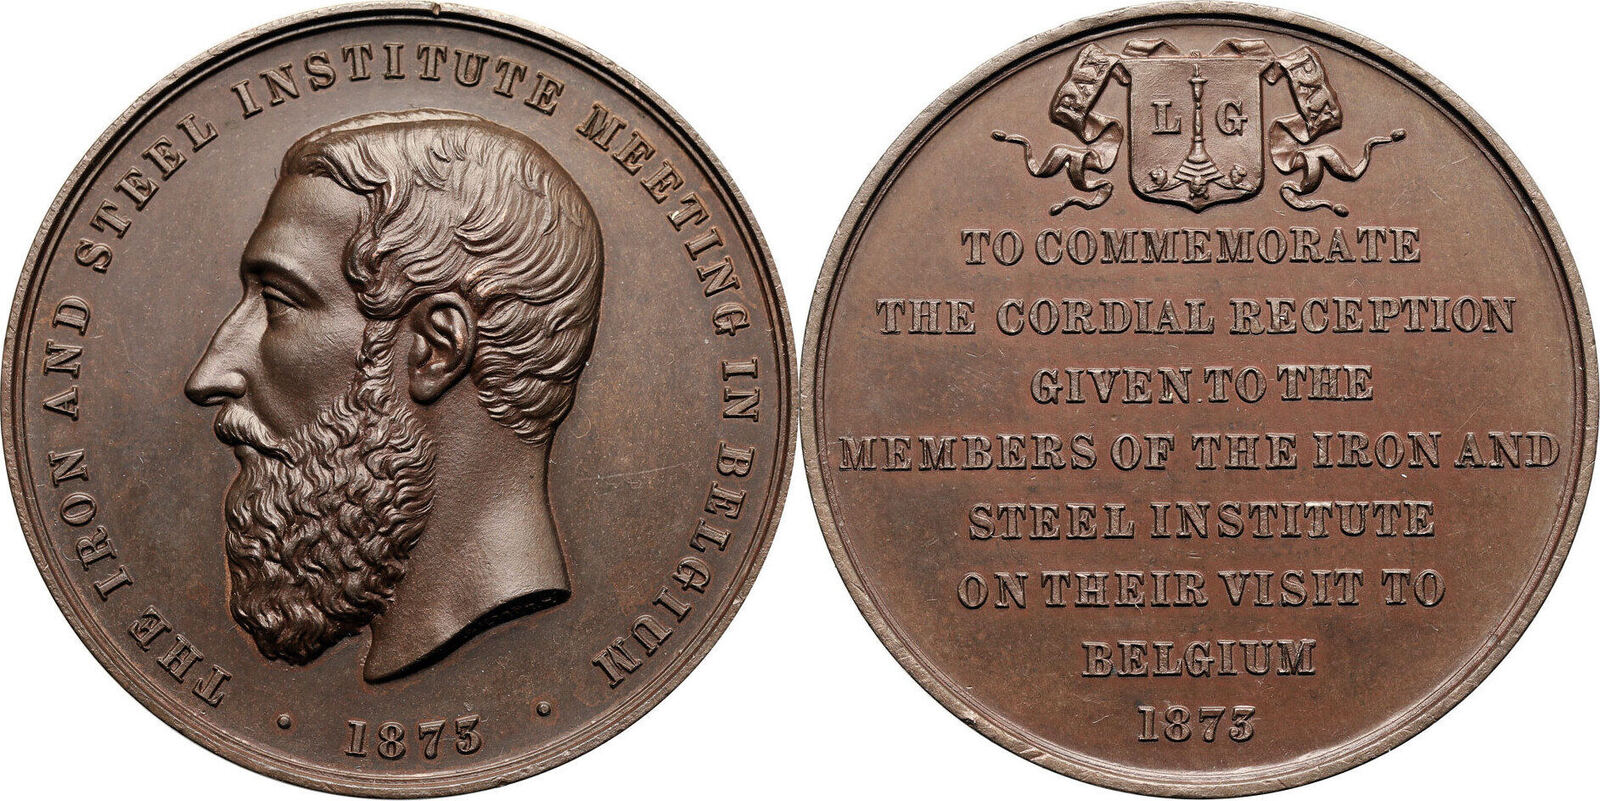 THE IRON AND STEEL INSTITUTE MEETING IN BELGIUM
· 1873 ·
PAX PAX
L G
TO COMMEMORATE
THE CORDIAL RECEPTION
GIVEN TO THE
MEMBERS OF THE IRON AND
STEEL INSTITUTE
ON THEIR VISIT TO
BELGIUM
1873